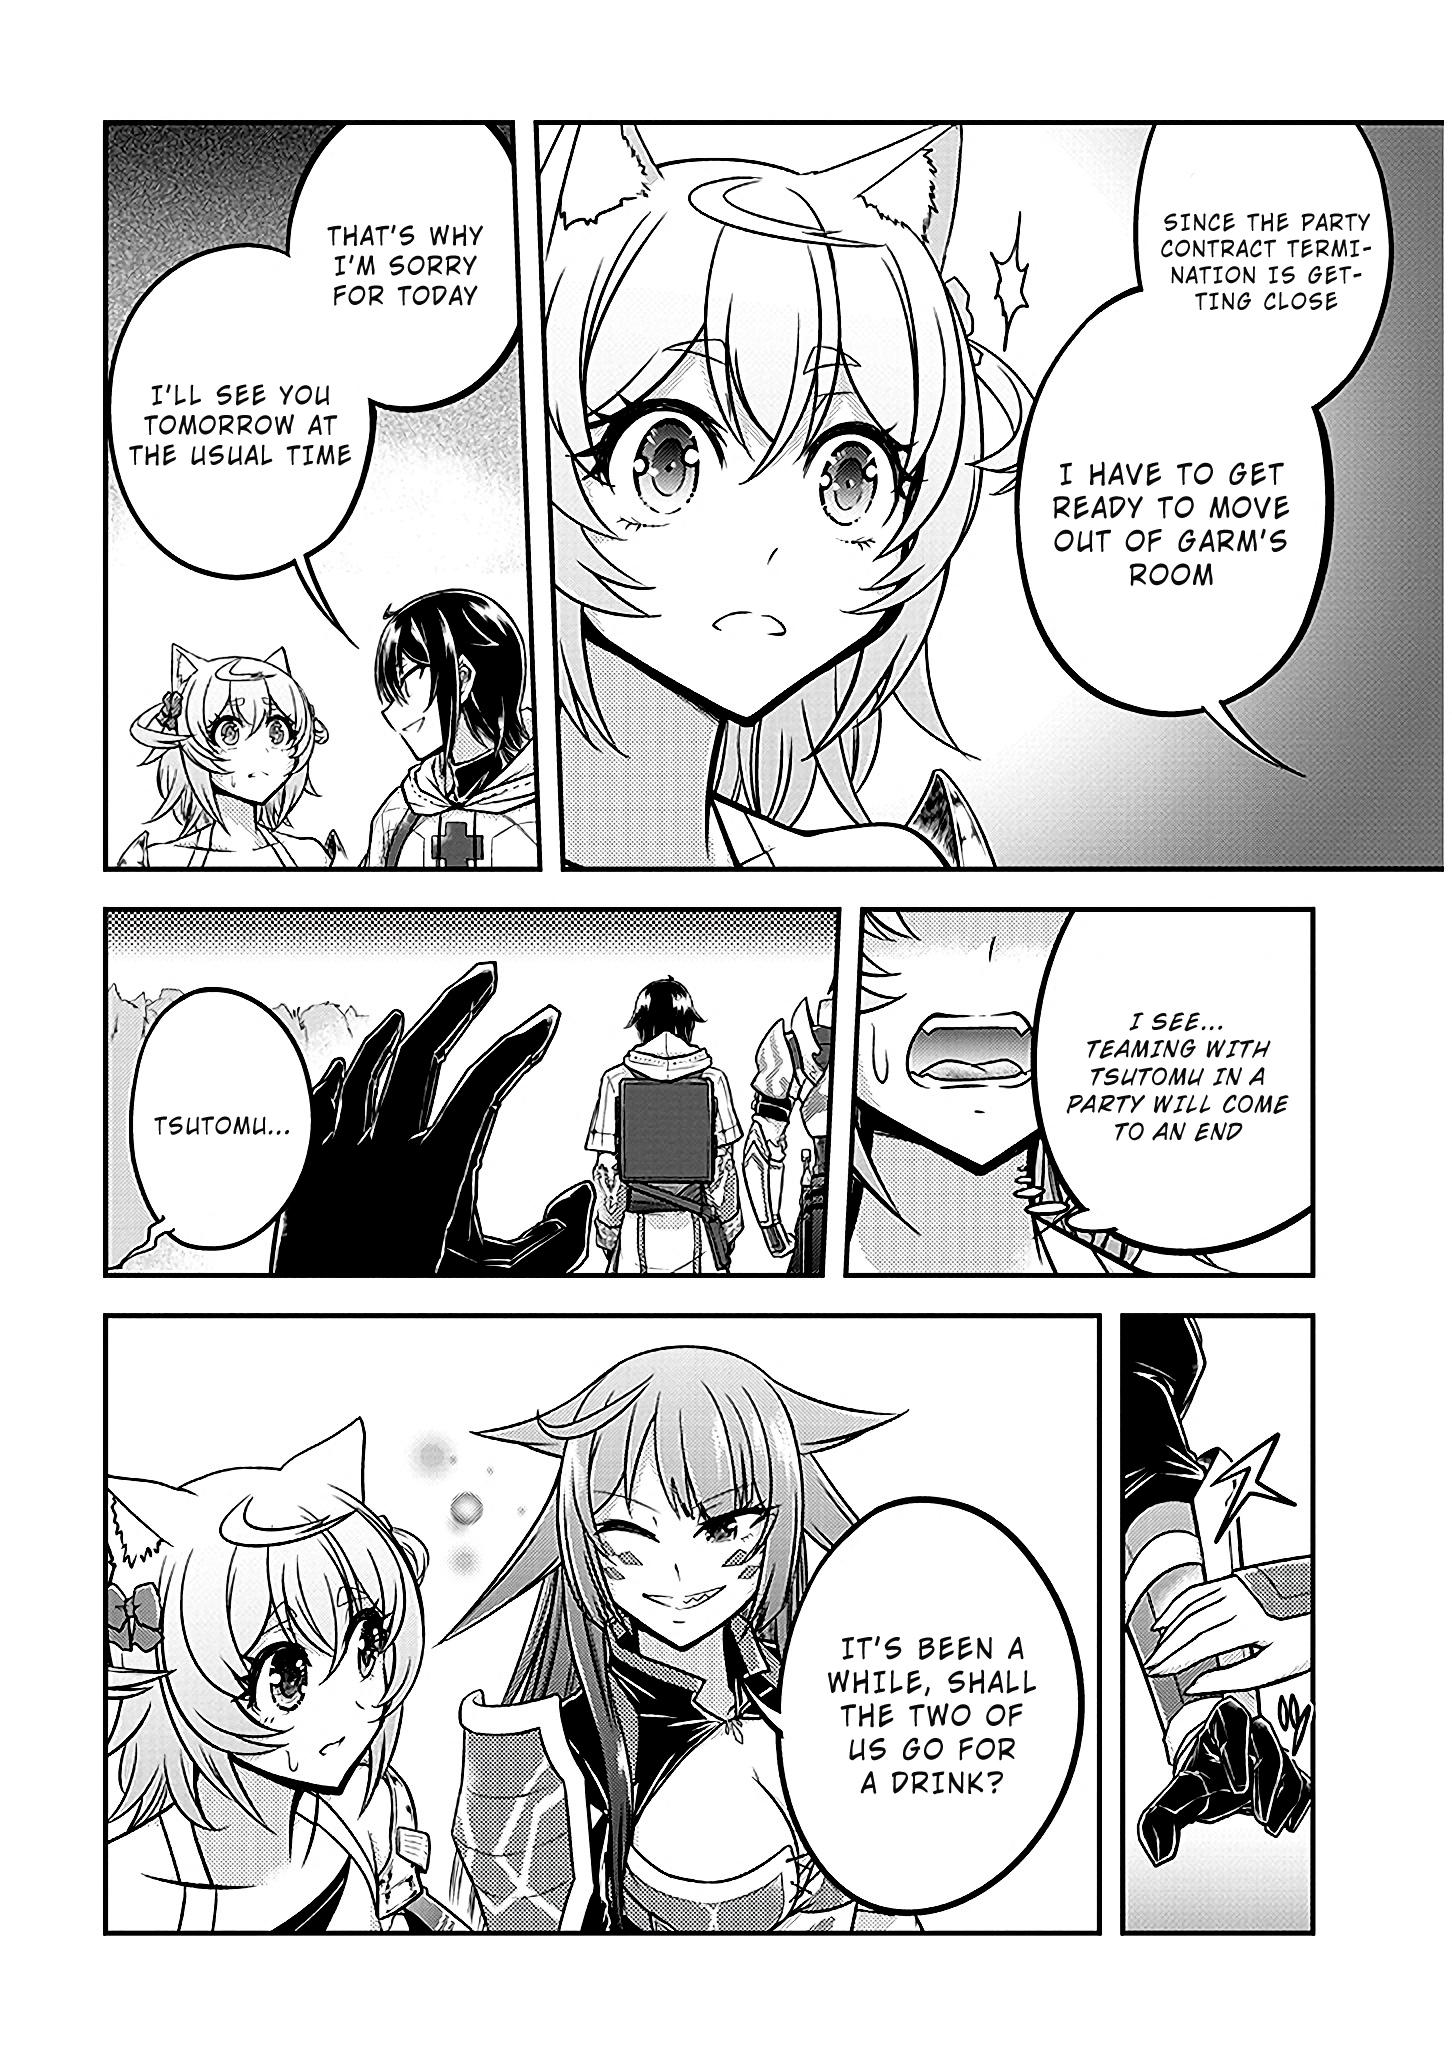 SINCE THE PARTY
CONTRACT TERMI-
NATION IS GET-
TING CLOSE
I HAVE TO GET
READY TO MOVE
OUT OF GARM'S
ROOM
THAT'S WHY
I'M SORRY
FOR TODAY
I'LL SEE YOU
TOMORROW AT
THE USUAL TIME
I SEE...
TEAMING WITH
TSUTOMU IN A
PARTY WILL COME
TO AN END
TSUTOMU...
IT'S BEEN A
WHILE, SHALL
THE TWO OF
US GO FOR
A DRINK?